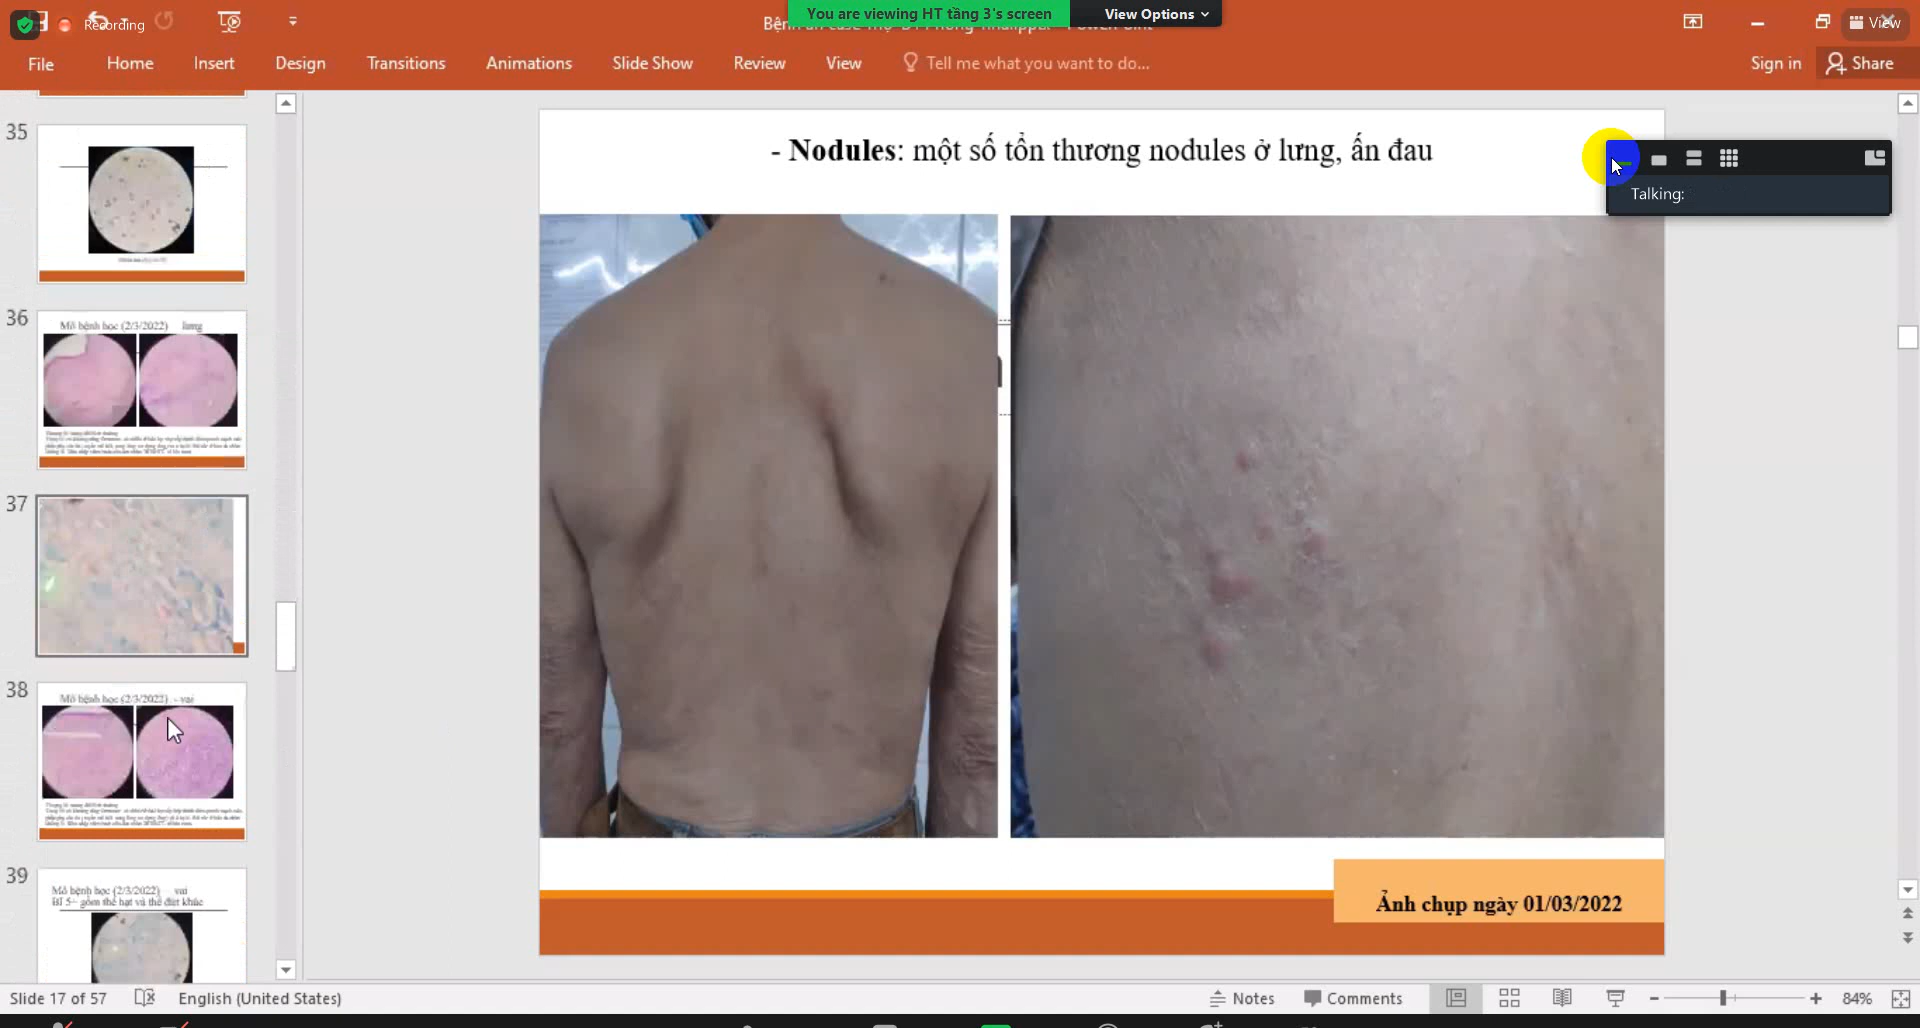 Recording
You are viewing HT tầng 3's screen
View Options
View
File
Home
Insert
Design
Transitions
Animations
Slide Show
Review
View
Tell me what you want to do...
Sign in
Share
Talking:
35
36
Mô bệnh học (2/3/2022) lưng
37
38
Mô bệnh học (2/3/2022) - vai
39
Mô bệnh học (2/3/2022) vai
- Nodules: một số tổn thương nodules ở lưng, ấn đau
Ảnh chụp ngày 01/03/2022
Slide 17 of 57
English (United States)
Notes
Comments
84%